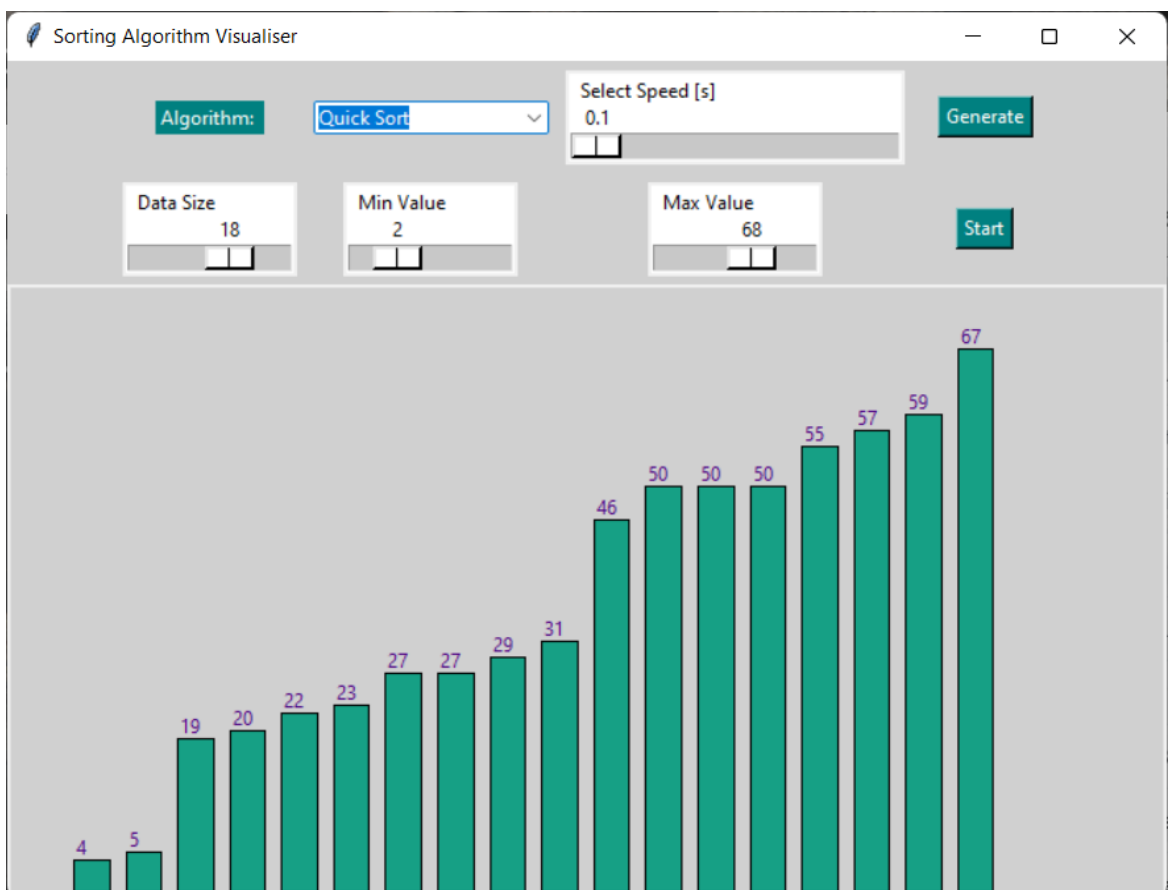 Sorting Algorithm Visualiser
Algorithm:
Quick Sort
Select Speed [s]
0.1
Generate
Data Size
18
Min Value
2
Max Value
68
Start
4
5
19
20
22
23
27
27
29
31
46
50
50
50
55
57
59
67